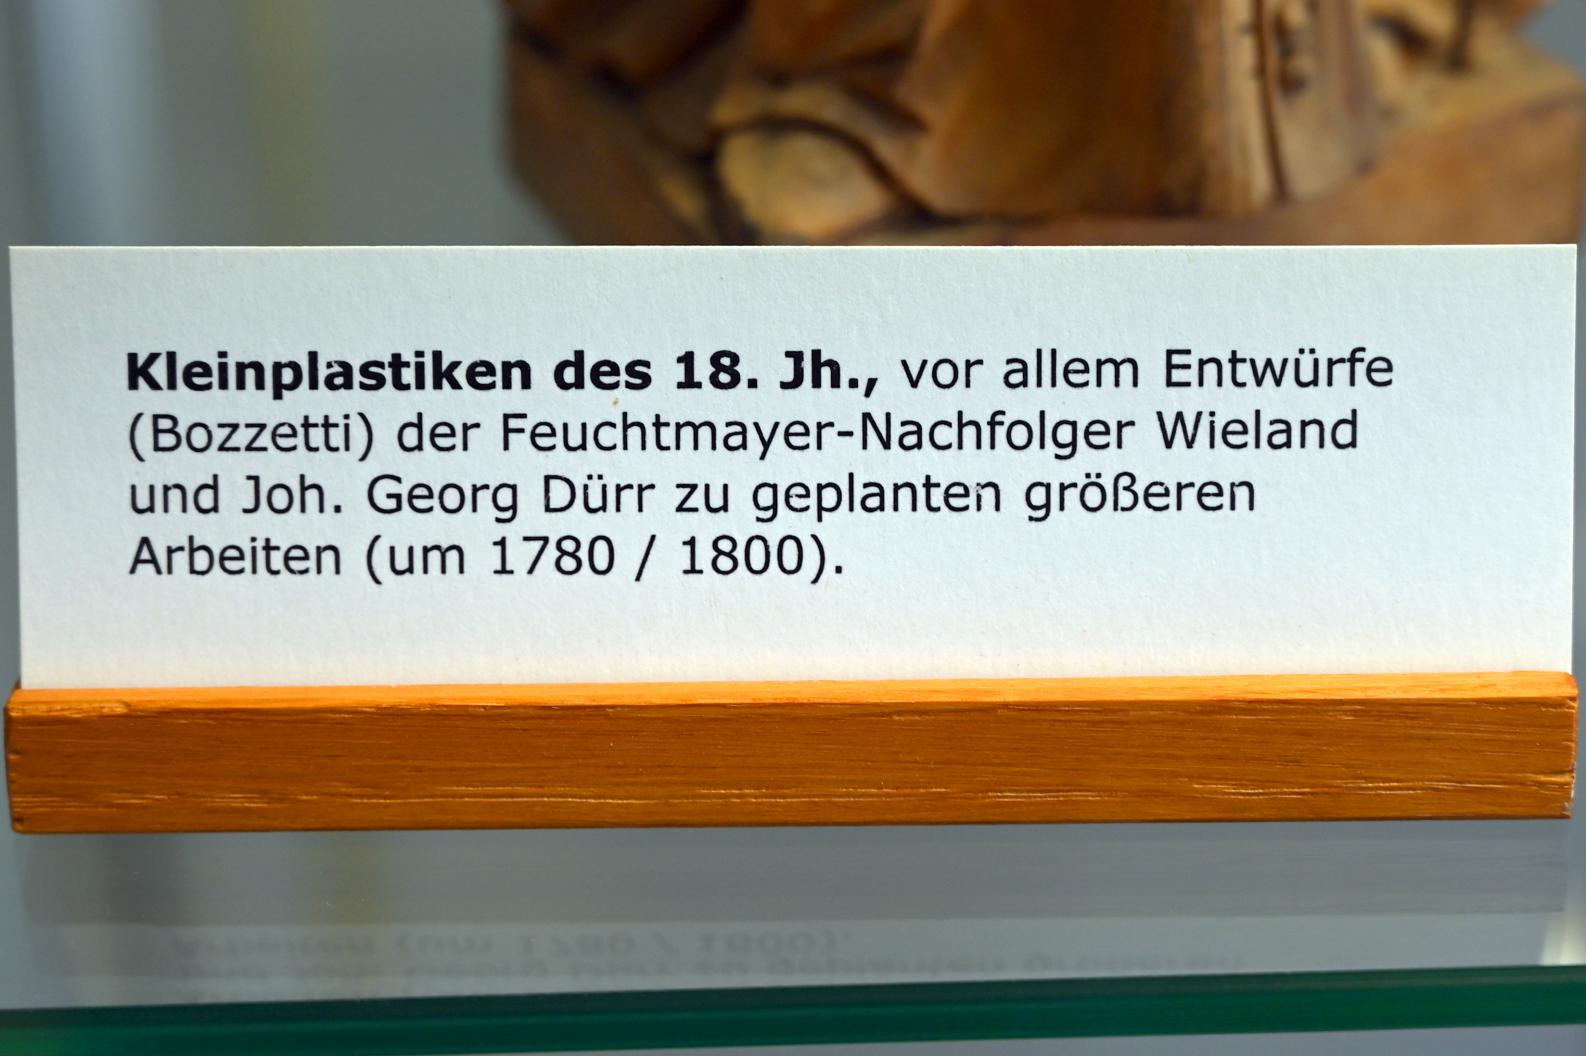 Kleinplastiken des 18. Jh., vor allem Entwürfe
(Bozzetti) der Feuchtmayer-Nachfolger Wieland
und Joh. Georg Dürr zu geplanten größeren
Arbeiten (um 1780 / 1800).